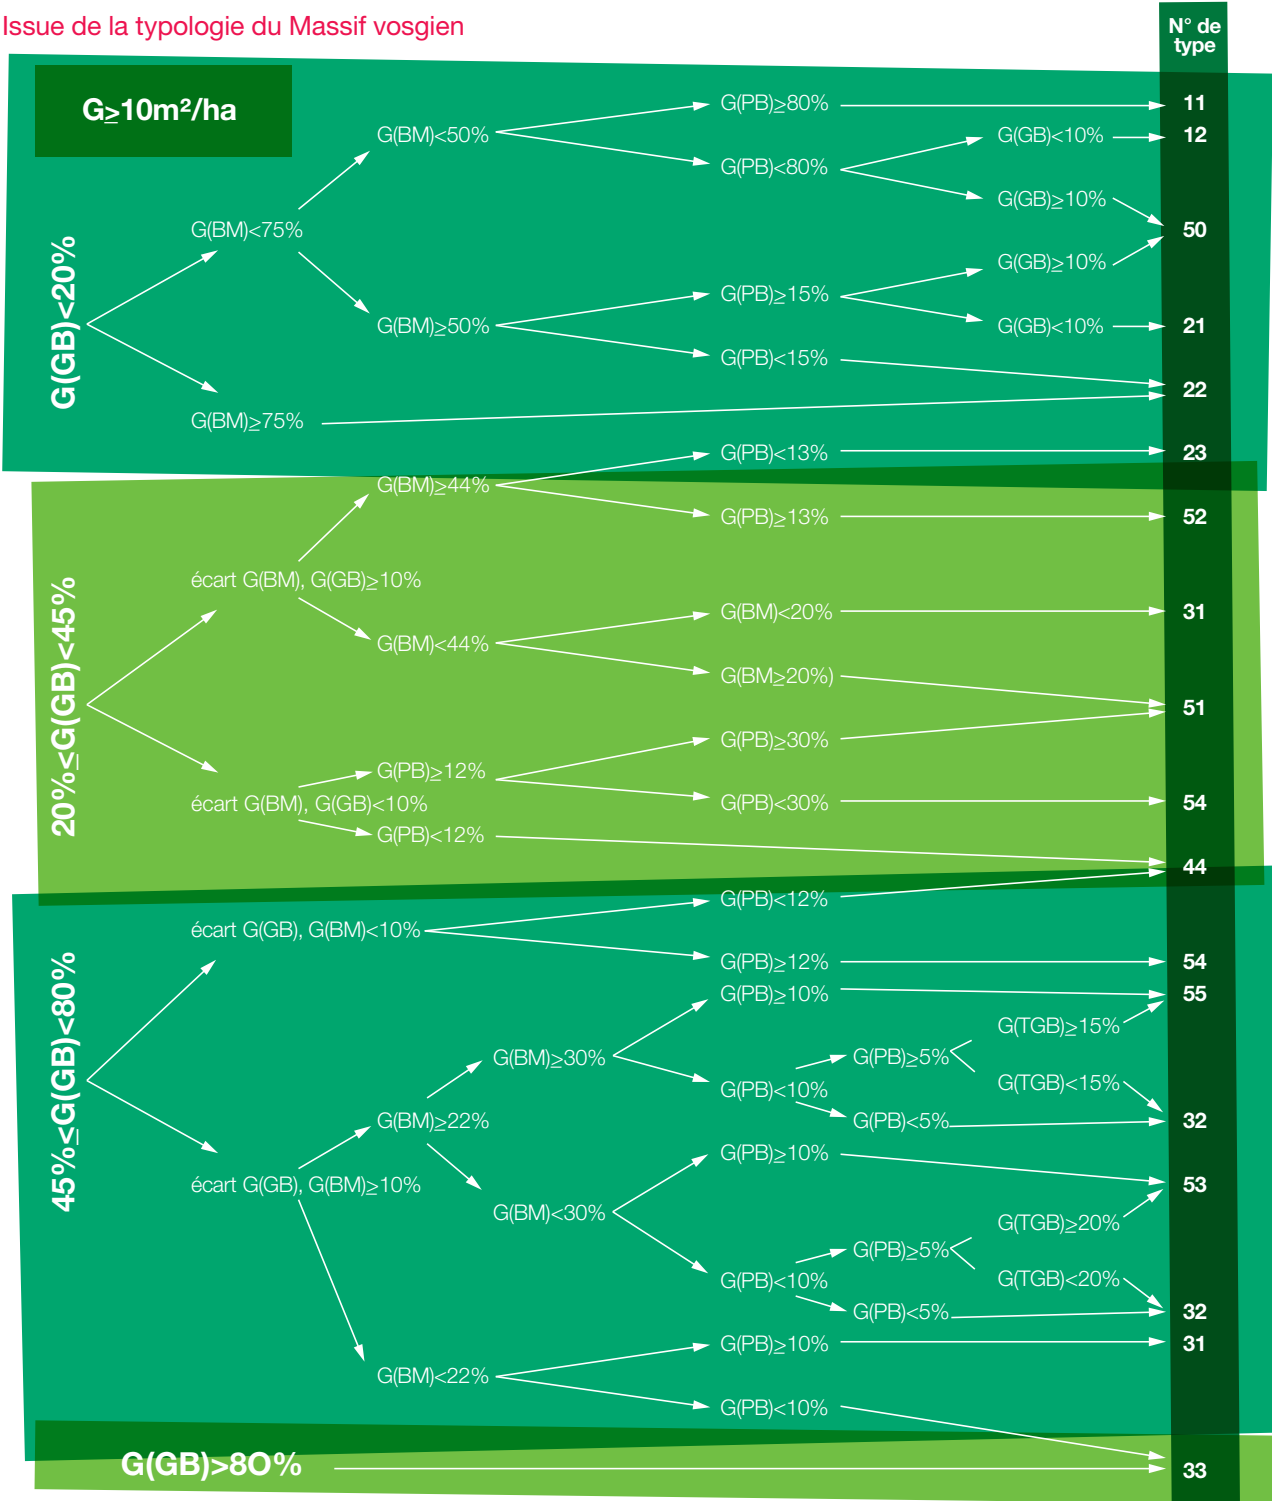 Issue de la typologie du Massif vosgien
N° de
type
G≥10m²/ha
G(PB)≥80%
11
G(BM)<50%
G(GB)<10%
12
G(PB)<80%
G(GB)≥10%
G(BM)<75%
50
G(GB)<20%
G(GB)≥10%
G(PB)≥15%
G(BM)≥50%
G(GB)<10%
21
G(PB)<15%
22
G(BM)≥75%
G(PB)<13%
23
G(BM)≥44%
G(PB)≥13%
52
écart G(BM), G(GB)≥10%
20%≤G(GB)<45%
G(BM)<20%
31
G(BM)<44%
G(BM≥20%)
51
G(PB)≥30%
G(PB)≥12%
écart G(BM), G(GB)<10%
G(PB)<30%
54
G(PB)<12%
44
G(PB)<12%
écart G(GB), G(BM)<10%
G(PB)≥12%
54
45%≤G(GB)<80%
G(PB)≥10%
55
G(TGB)≥15%
G(BM)≥30%
G(PB)≥5%
G(PB)<10%
G(TGB)<15%
G(BM)≥22%
G(PB)<5%
32
G(PB)≥10%
écart G(GB), G(BM)≥10%
53
G(BM)<30%
G(TGB)≥20%
G(PB)≥5%
G(PB)<10%
G(TGB)<20%
G(PB)<5%
32
G(PB)≥10%
31
G(BM)<22%
G(PB)<10%
G(GB)>8O%
33